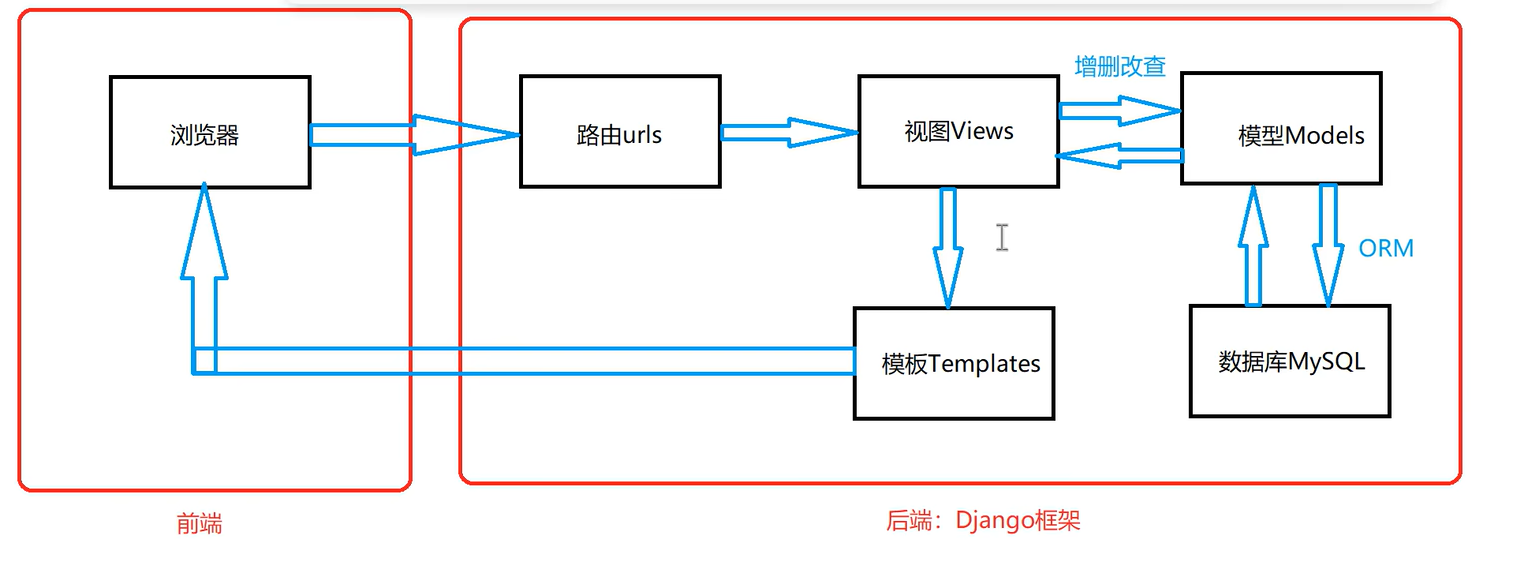 增删改查
浏览器
路由urls
视图Views
模型Models
ORM
模板Templates
数据库MySQL
前端
后端：Django框架